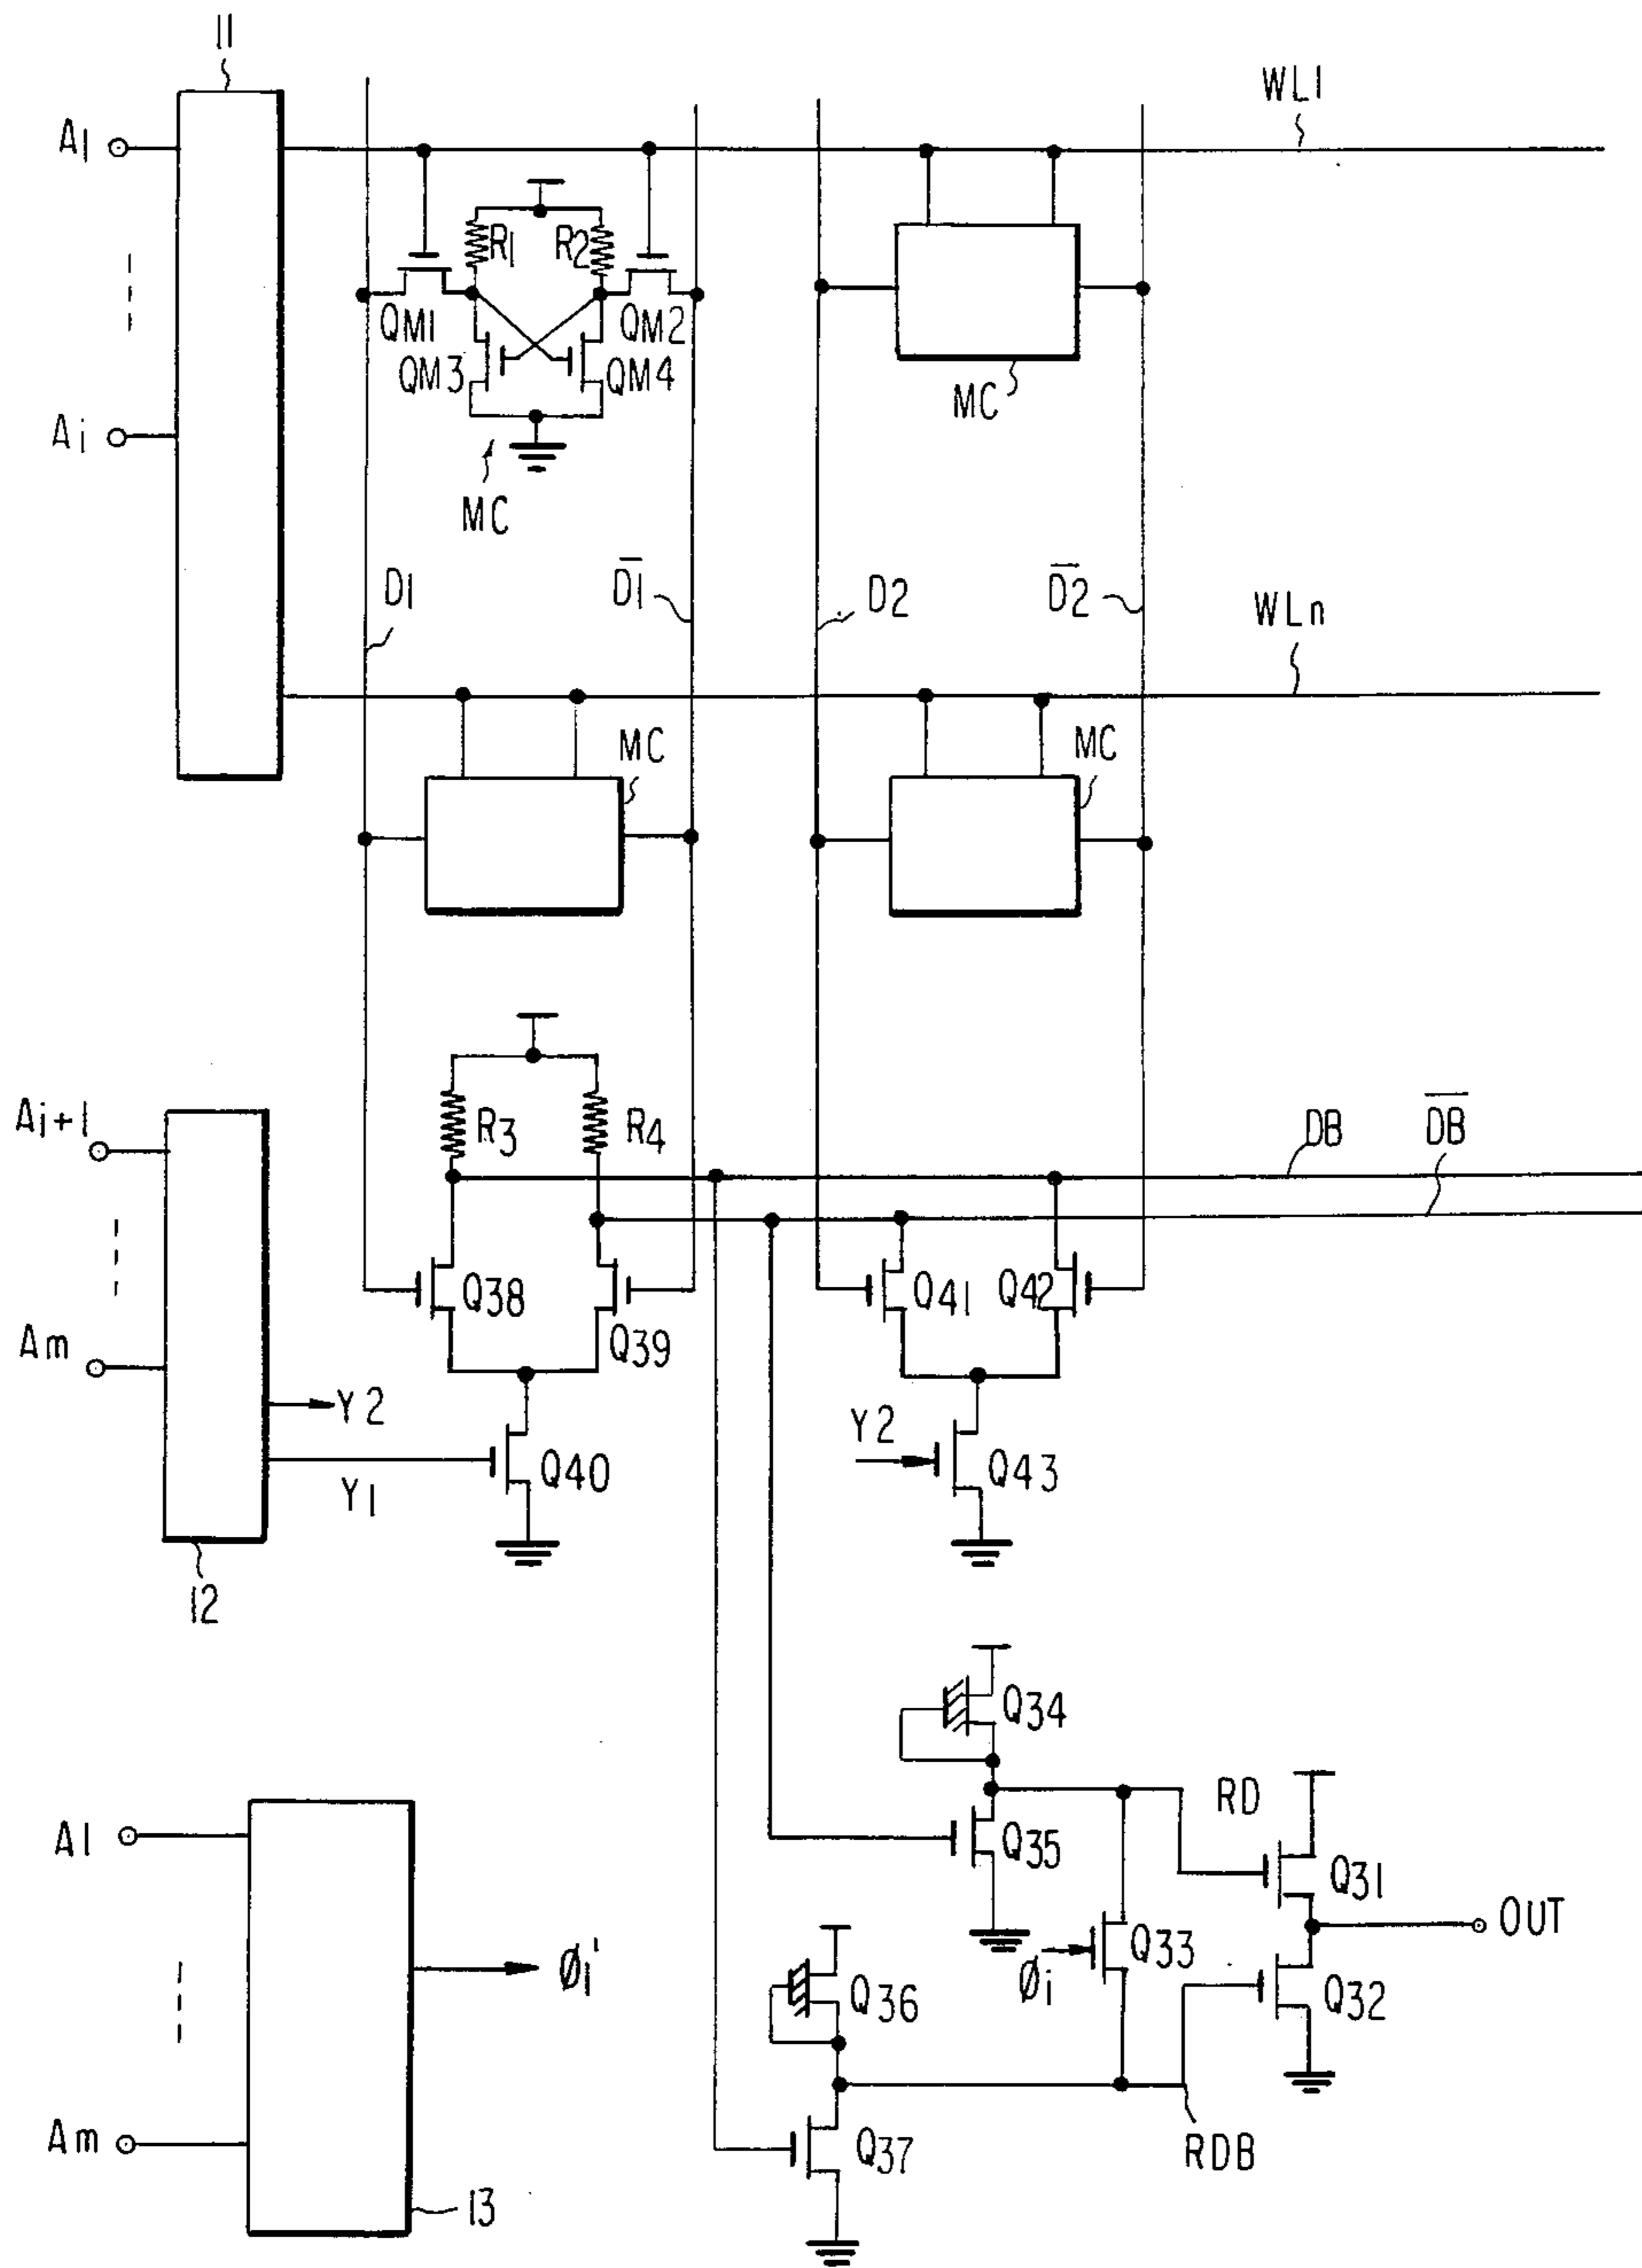 11
A1
WL1
R1
R2
QM1
QM2
QM3
QM4
MC
Ai
MC
D1
D̅1̅
D2
D̅2̅
WLn
MC
MC
Ai+1
R3
R4
DB
D̅B̅
Q38
Q39
Q41
Q42
Am
Y2
Y1
Q40
Y2
Q43
12
Q34
RD
A1
Q35
Q31
OUT
Q33
Øi
Øi'
Q36
Q32
Am
Q37
RDB
13